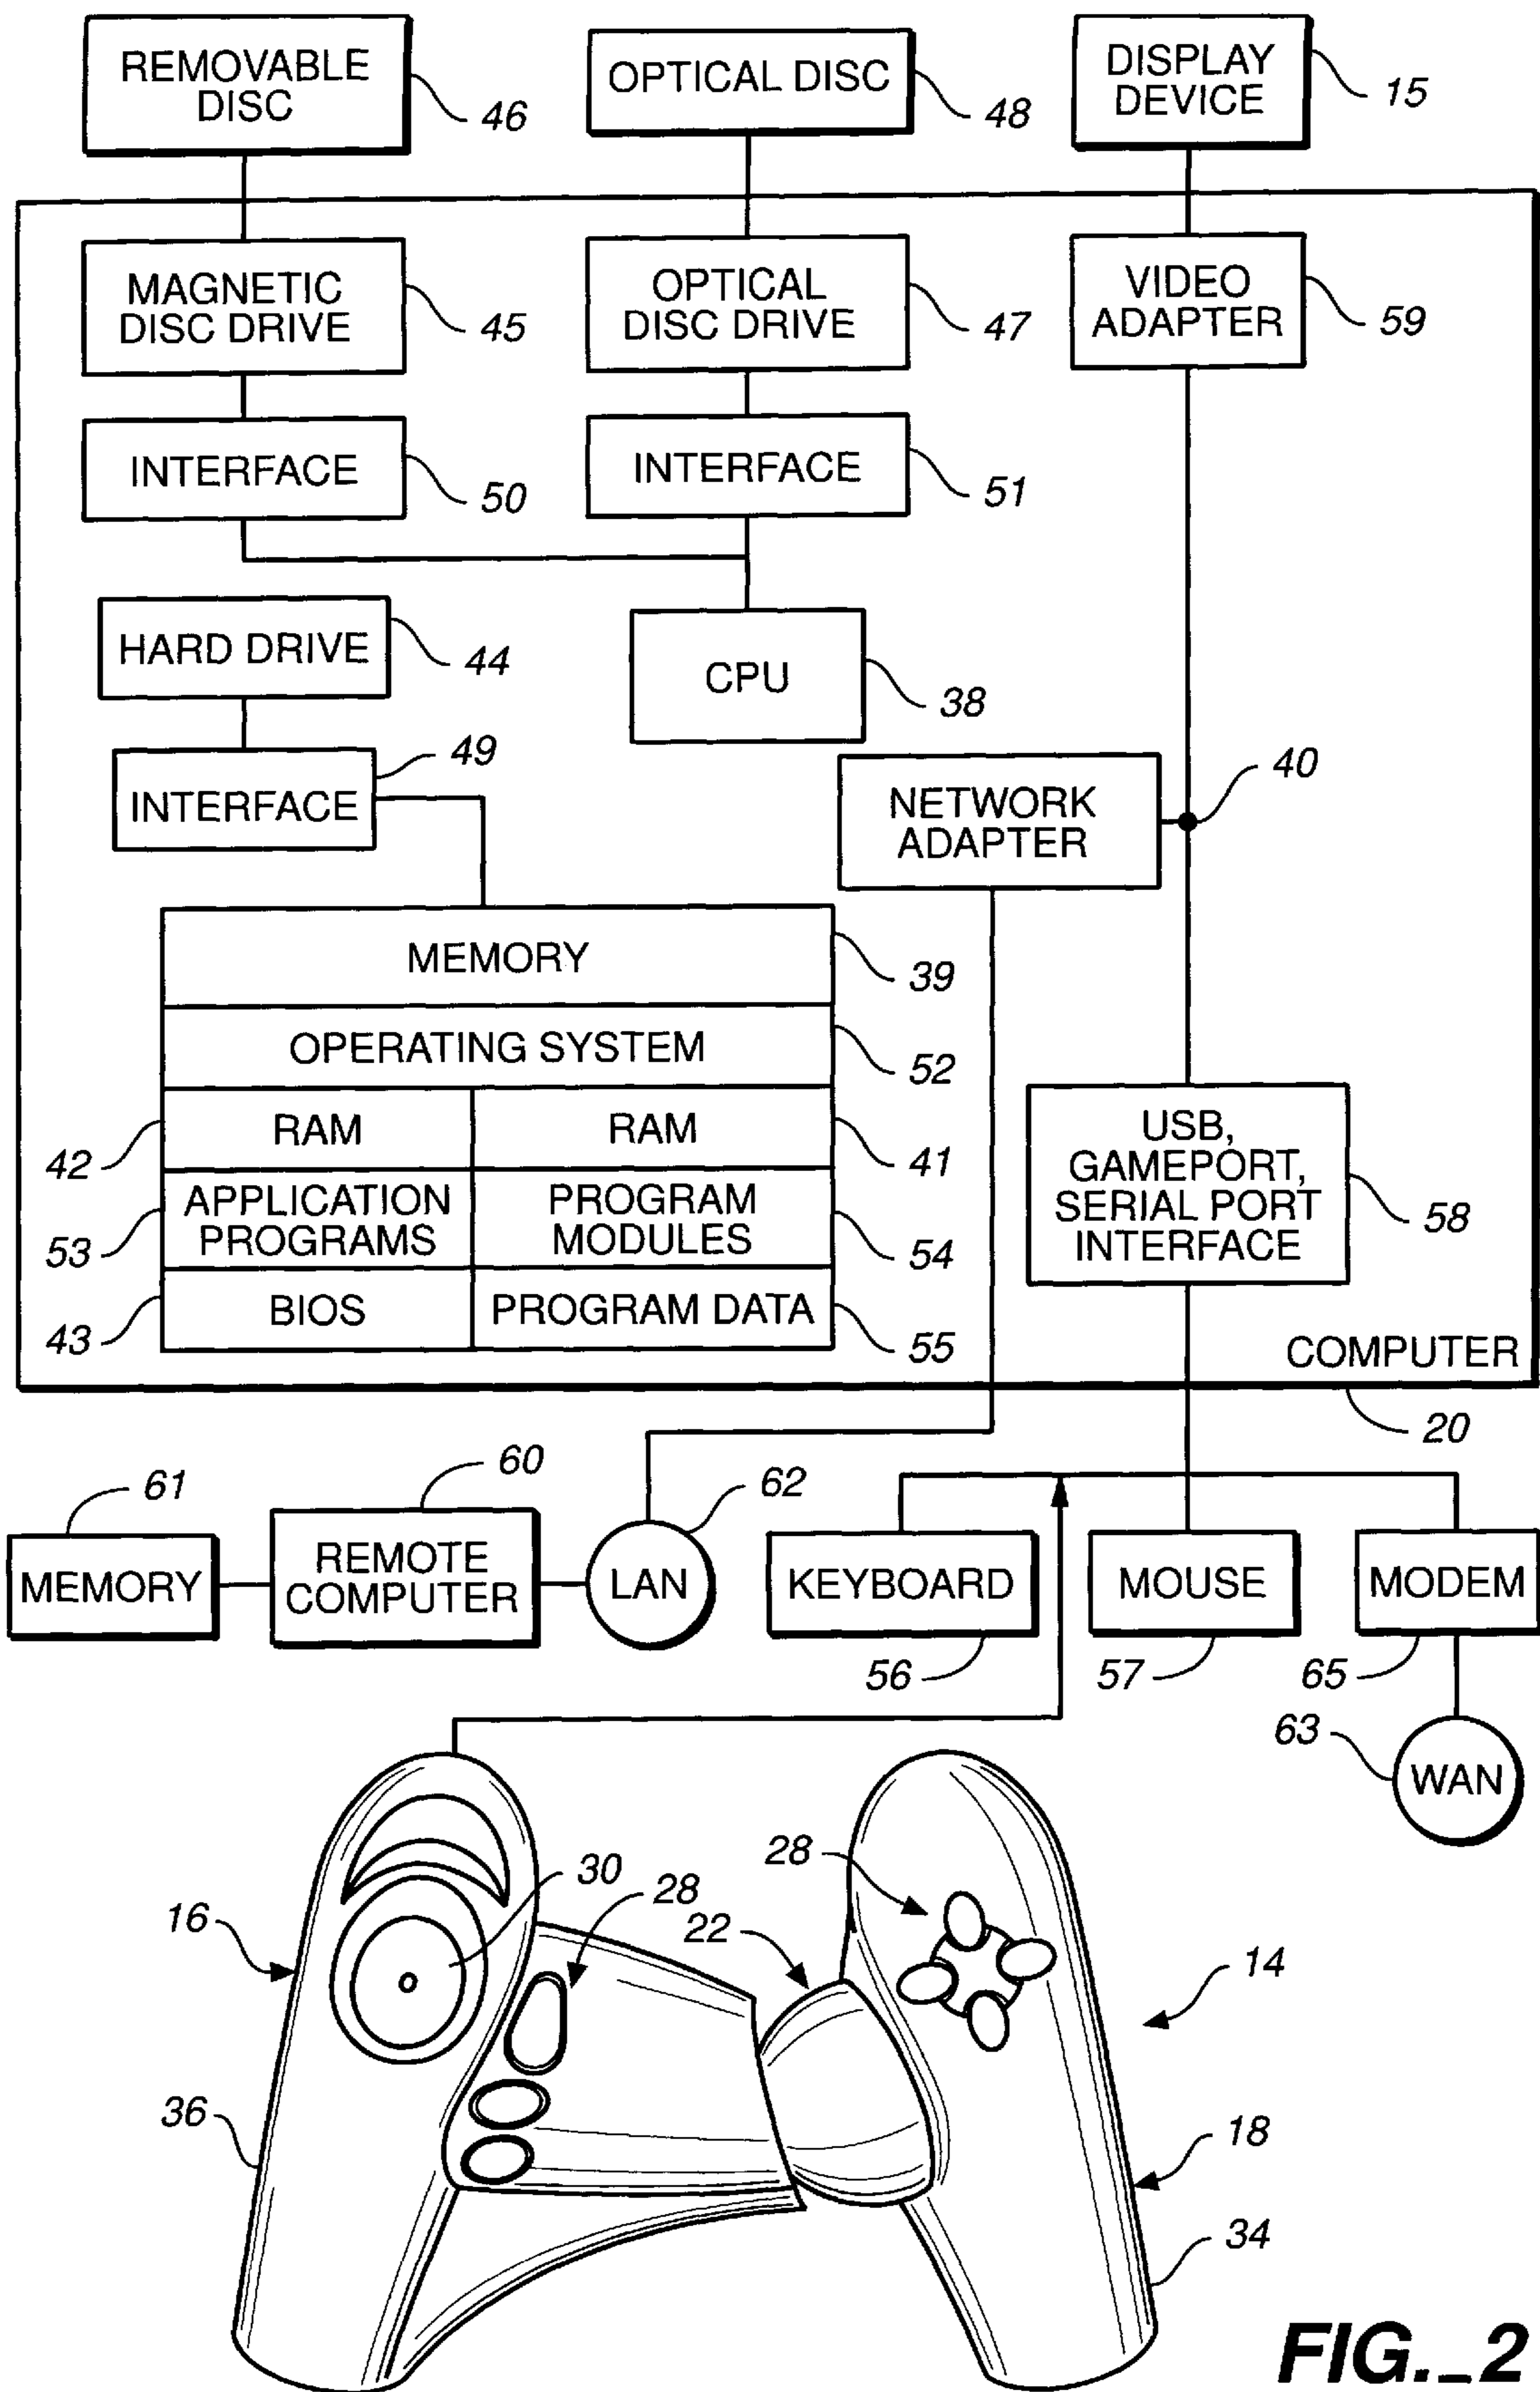 REMOVABLE
DISC
46
OPTICAL DISC
48
DISPLAY
DEVICE
15
MAGNETIC
DISC DRIVE
45
OPTICAL
DISC DRIVE
47
VIDEO
ADAPTER
59
INTERFACE
50
INTERFACE
51
HARD DRIVE
44
CPU
38
INTERFACE
49
NETWORK
ADAPTER
40
MEMORY
39
OPERATING SYSTEM
52
42
RAM
RAM
41
53
APPLICATION
PROGRAMS
PROGRAM
MODULES
54
43
BIOS
PROGRAM DATA
55
USB,
GAMEPORT,
SERIAL PORT
INTERFACE
58
COMPUTER
20
61
MEMORY
60
REMOTE
COMPUTER
62
LAN
KEYBOARD
56
MOUSE
57
MODEM
65
63
WAN
16
30
28
22
28
14
36
18
34
FIG._2